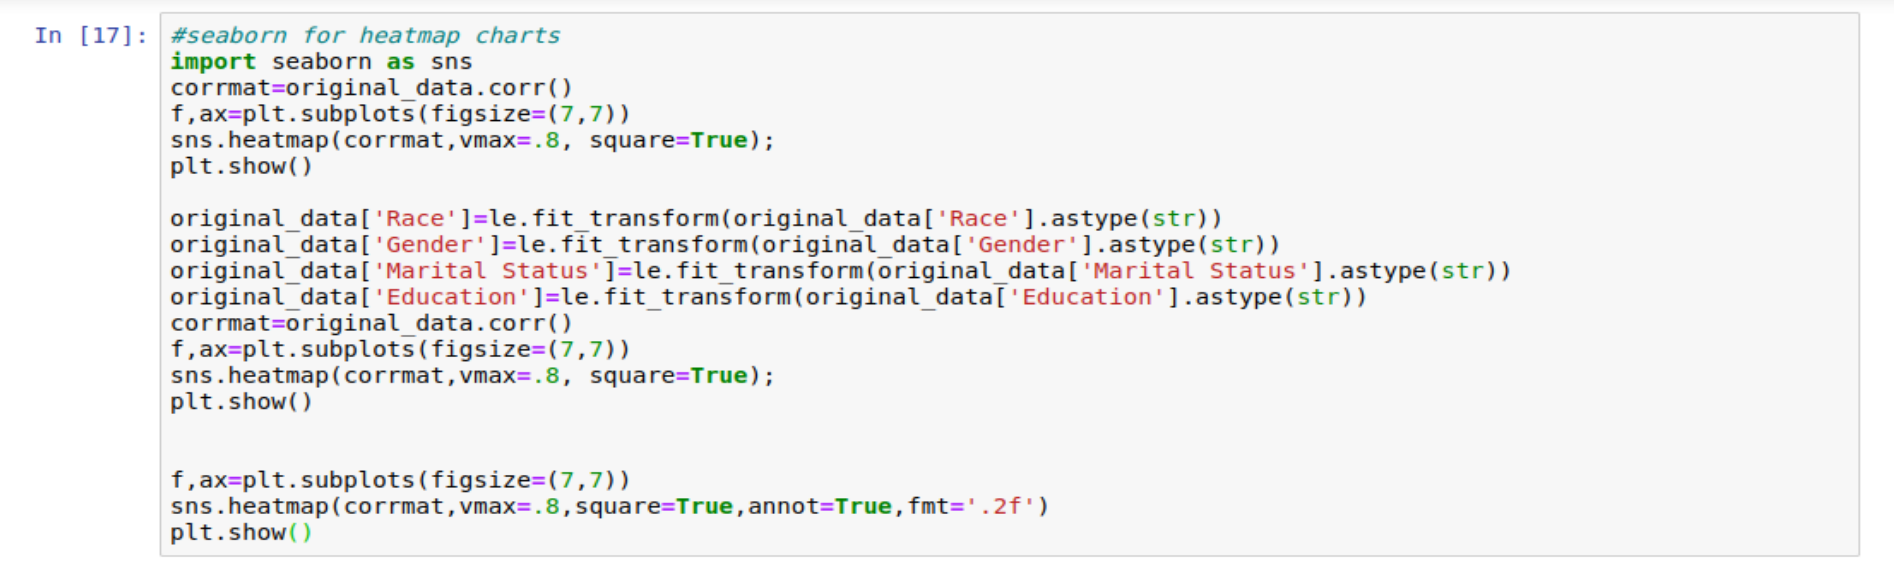 In [17]: #seaborn for heatmap charts
import seaborn as sns
corrmat=original_data.corr()
f,ax=plt.subplots(figsize=(7,7))
sns.heatmap(corrmat,vmax=.8, square=True);
plt.show()
original_data['Race']=le.fit_transform(original_data['Race'].astype(str))
original_data['Gender']=le.fit_transform(original_data['Gender'].astype(str))
original_data['Marital Status']=le.fit_transform(original_data['Marital Status'].astype(str))
original_data['Education']=le.fit_transform(original_data['Education'].astype(str))
corrmat=original_data.corr()
f,ax=plt.subplots(figsize=(7,7))
sns.heatmap(corrmat,vmax=.8, square=True);
plt.show()
f,ax=plt.subplots(figsize=(7,7))
sns.heatmap(corrmat,vmax=.8,square=True,annot=True,fmt='.2f')
plt.show()